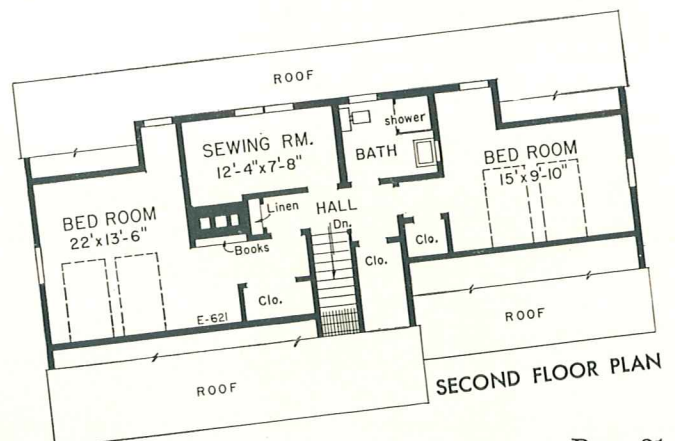 ROOF
SEWING RM.
12'-4"x7'-8"
shower
BATH
BED ROOM
15'x9'-10"
BED ROOM
22'x13'-6"
Linen
HALL
Dn.
Books
Clo.
Clo.
Clo.
E-621
ROOF
ROOF
SECOND FLOOR PLAN